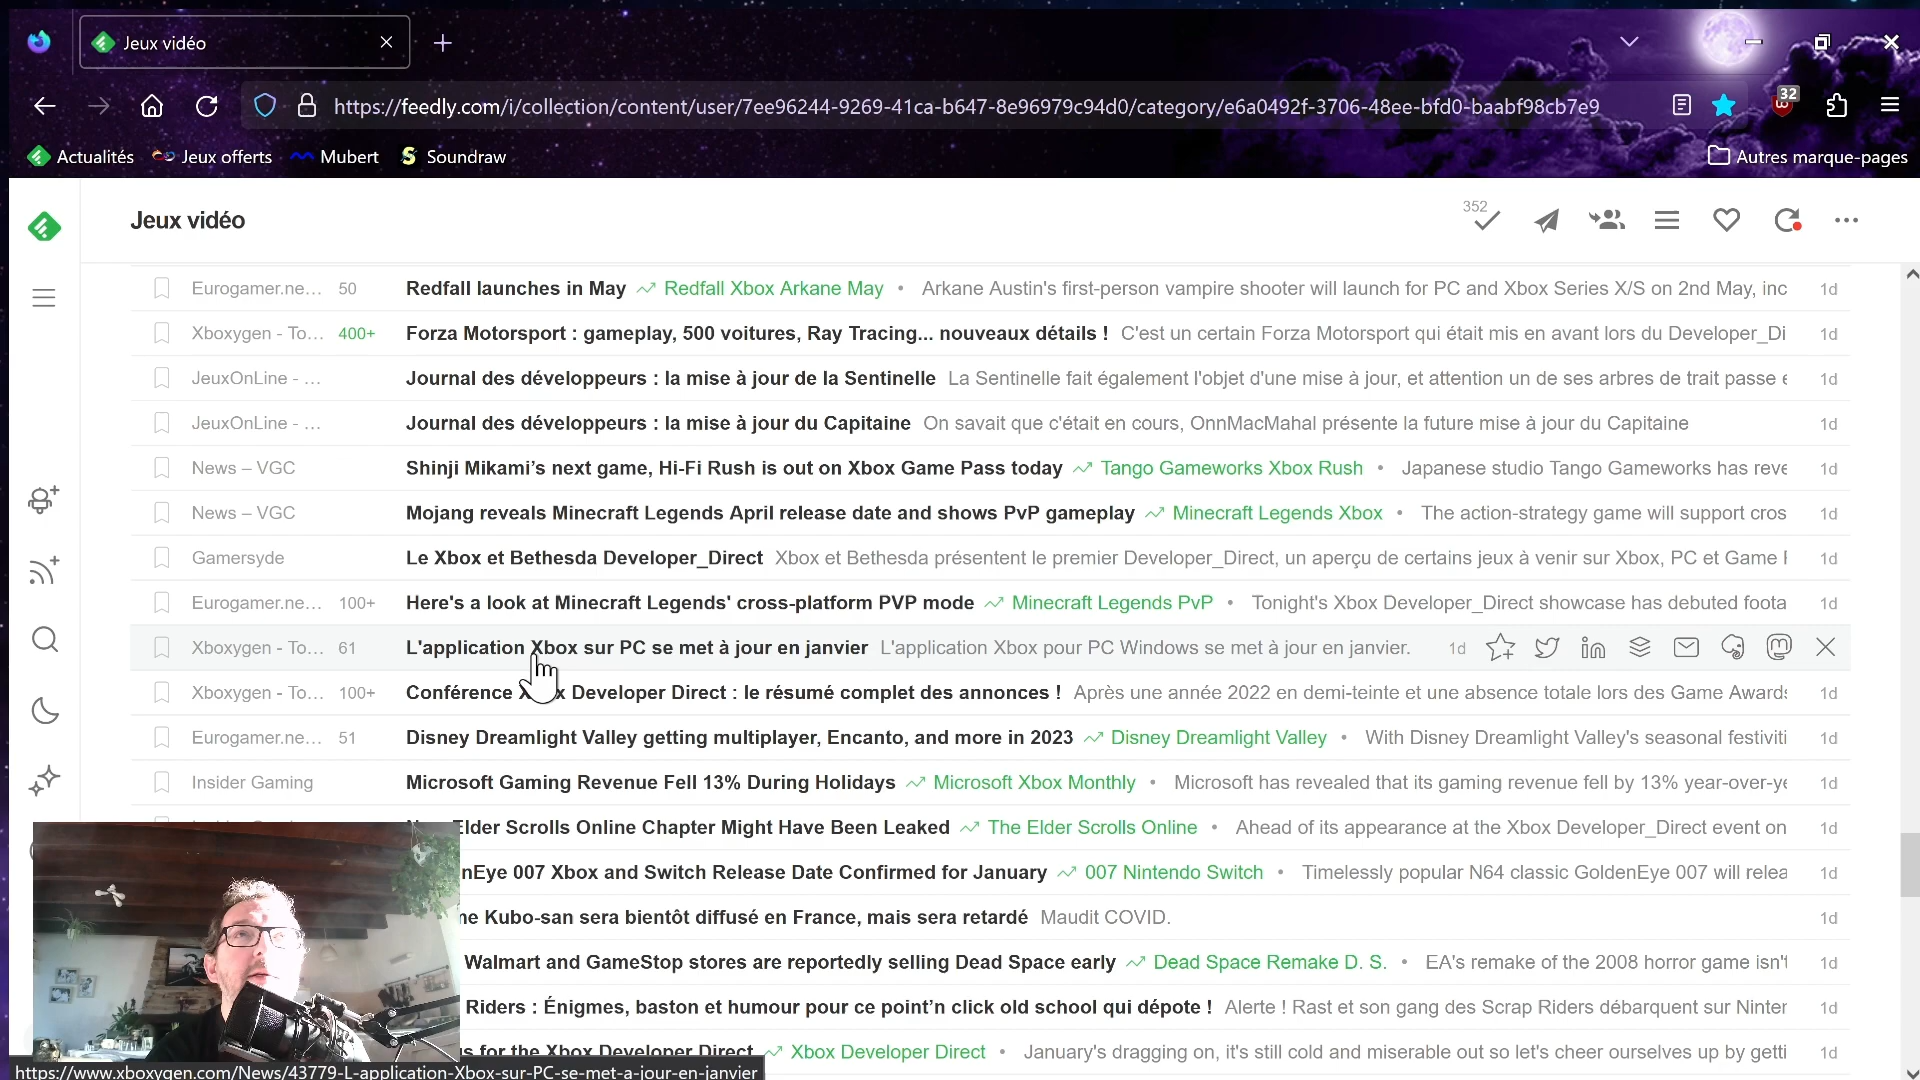 Jeux vidéo
https://feedly.com/i/collection/content/user/7ee96244-9269-41ca-b647-8e96979c94d0/category/e6a0492f-3706-48ee-bfd0-baabf98cb7e9
32
Actualités Jeux offerts Mubert Soundraw Autres marque-pages
Jeux vidéo
352
Eurogamer.ne... 50 Redfall launches in May Redfall Xbox Arkane May • Arkane Austin's first-person vampire shooter will launch for PC and Xbox Series X/S on 2nd May, inc 1d
Xboxygen - To... 400+ Forza Motorsport : gameplay, 500 voitures, Ray Tracing... nouveaux détails ! C'est un certain Forza Motorsport qui était mis en avant lors du Developer_Di 1d
JeuxOnLine - ... Journal des développeurs : la mise à jour de la Sentinelle La Sentinelle fait également l'objet d'une mise à jour, et attention un de ses arbres de trait passe 1d
JeuxOnLine - ... Journal des développeurs : la mise à jour du Capitaine On savait que c'était en cours, OnnMacMahal présente la future mise à jour du Capitaine 1d
News – VGC Shinji Mikami's next game, Hi-Fi Rush is out on Xbox Game Pass today Tango Gameworks Xbox Rush • Japanese studio Tango Gameworks has reve 1d
News – VGC Mojang reveals Minecraft Legends April release date and shows PvP gameplay Minecraft Legends Xbox • The action-strategy game will support cros 1d
Gamersyde Le Xbox et Bethesda Developer_Direct Xbox et Bethesda présentent le premier Developer_Direct, un aperçu de certains jeux à venir sur Xbox, PC et Game 1d
Eurogamer.ne... 100+ Here's a look at Minecraft Legends' cross-platform PVP mode Minecraft Legends PvP • Tonight's Xbox Developer_Direct showcase has debuted foota 1d
Xboxygen - To... 61 L'application Xbox sur PC se met à jour en janvier L'application Xbox pour PC Windows se met à jour en janvier. 1d
Xboxygen - To... 100+ Conférence Developer Direct : le résumé complet des annonces ! Après une année 2022 en demi-teinte et une absence totale lors des Game Awards 1d
Eurogamer.ne... 51 Disney Dreamlight Valley getting multiplayer, Encanto, and more in 2023 Disney Dreamlight Valley • With Disney Dreamlight Valley's seasonal festiviti 1d
Insider Gaming Microsoft Gaming Revenue Fell 13% During Holidays Microsoft Xbox Monthly • Microsoft has revealed that its gaming revenue fell by 13% year-over-ye 1d
Elder Scrolls Online Chapter Might Have Been Leaked The Elder Scrolls Online • Ahead of its appearance at the Xbox Developer_Direct event on 1d
nEye 007 Xbox and Switch Release Date Confirmed for January 007 Nintendo Switch • Timelessly popular N64 classic GoldenEye 007 will relea 1d
ne Kubo-san sera bientôt diffusé en France, mais sera retardé Maudit COVID. 1d
Walmart and GameStop stores are reportedly selling Dead Space early Dead Space Remake D. S. • EA's remake of the 2008 horror game isn't 1d
Riders : Énigmes, baston et humour pour ce point'n click old school qui dépote ! Alerte ! Rast et son gang des Scrap Riders débarquent sur Ninten 1d
s for the Xbox Developer Direct Xbox Developer Direct • January's dragging on, it's still cold and miserable out so let's cheer ourselves up by getti 1d
https://www.xboxygen.com/News/43779-L-application-Xbox-sur-PC-se-met-a-jour-en-janvier